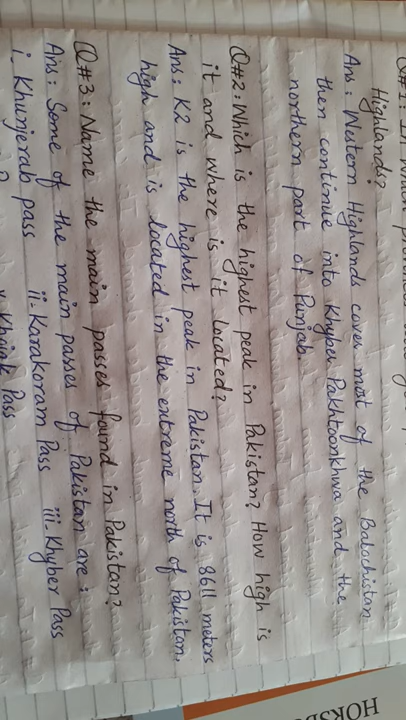 Q#1: In which
Highlands?
Ans: Western Highlands cover most of the Balochistan
then continue into Khyber Pakhtoonkhwa and the
northern part of Punjab.
Q#2: Which is the highest peak in Pakistan? How high is
it and where is it located?
Ans: K2 is the highest peak in Pakistan. It is 8611 meters
high and is located in the extreme north of Pakistan.
Q#3: Name the main passes found in Pakistan?
Ans: Some of the main passes of Pakistan are:
i. Khunjerab pass ii. Karakoram Pass iii. Khyber Pass
Pass